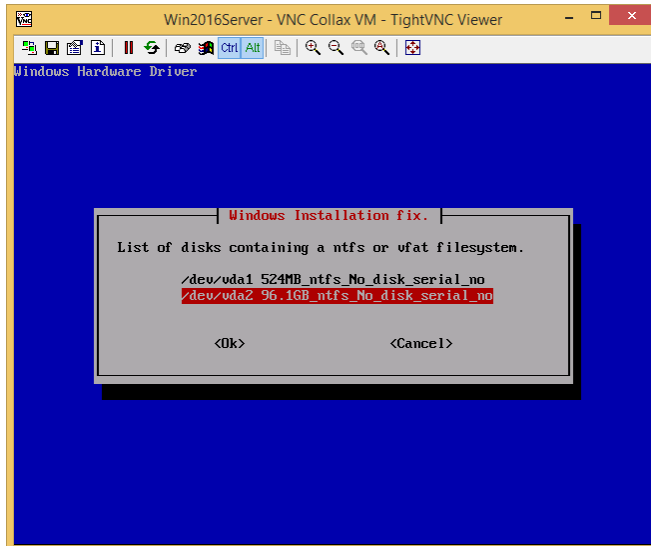 Win2016Server - VNC Collax VM - TightVNC Viewer
Ctrl Alt
Windows Hardware Driver
Windows Installation fix.
List of disks containing a ntfs or vfat filesystem.
/dev/vda1 524MB_ntfs_No_disk_serial_no
/dev/vda2 96.1GB_ntfs_No_disk_serial_no
<Ok> <Cancel>